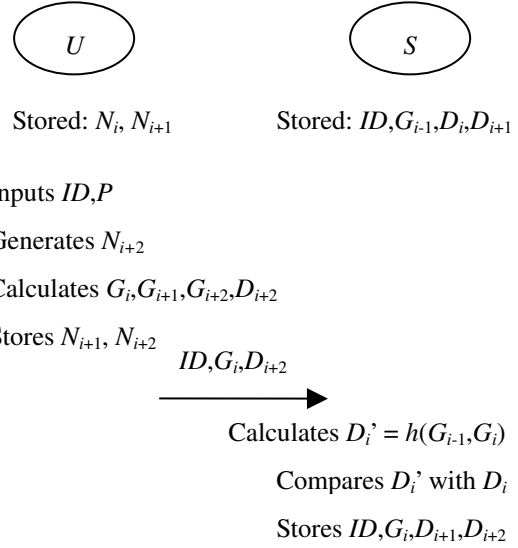 U
S
Stored: N_i, N_{i+1}
Stored: ID,G_{i-1},D_i,D_{i+1}
nputs ID,P
Generates N_{i+2}
Calculates G_i,G_{i+1},G_{i+2},D_{i+2}
Stores N_{i+1}, N_{i+2}
ID,G_i,D_{i+2}
Calculates D_i’ = h(G_{i-1},G_i)
Compares D_i’ with D_i
Stores ID,G_i,D_{i+1},D_{i+2}